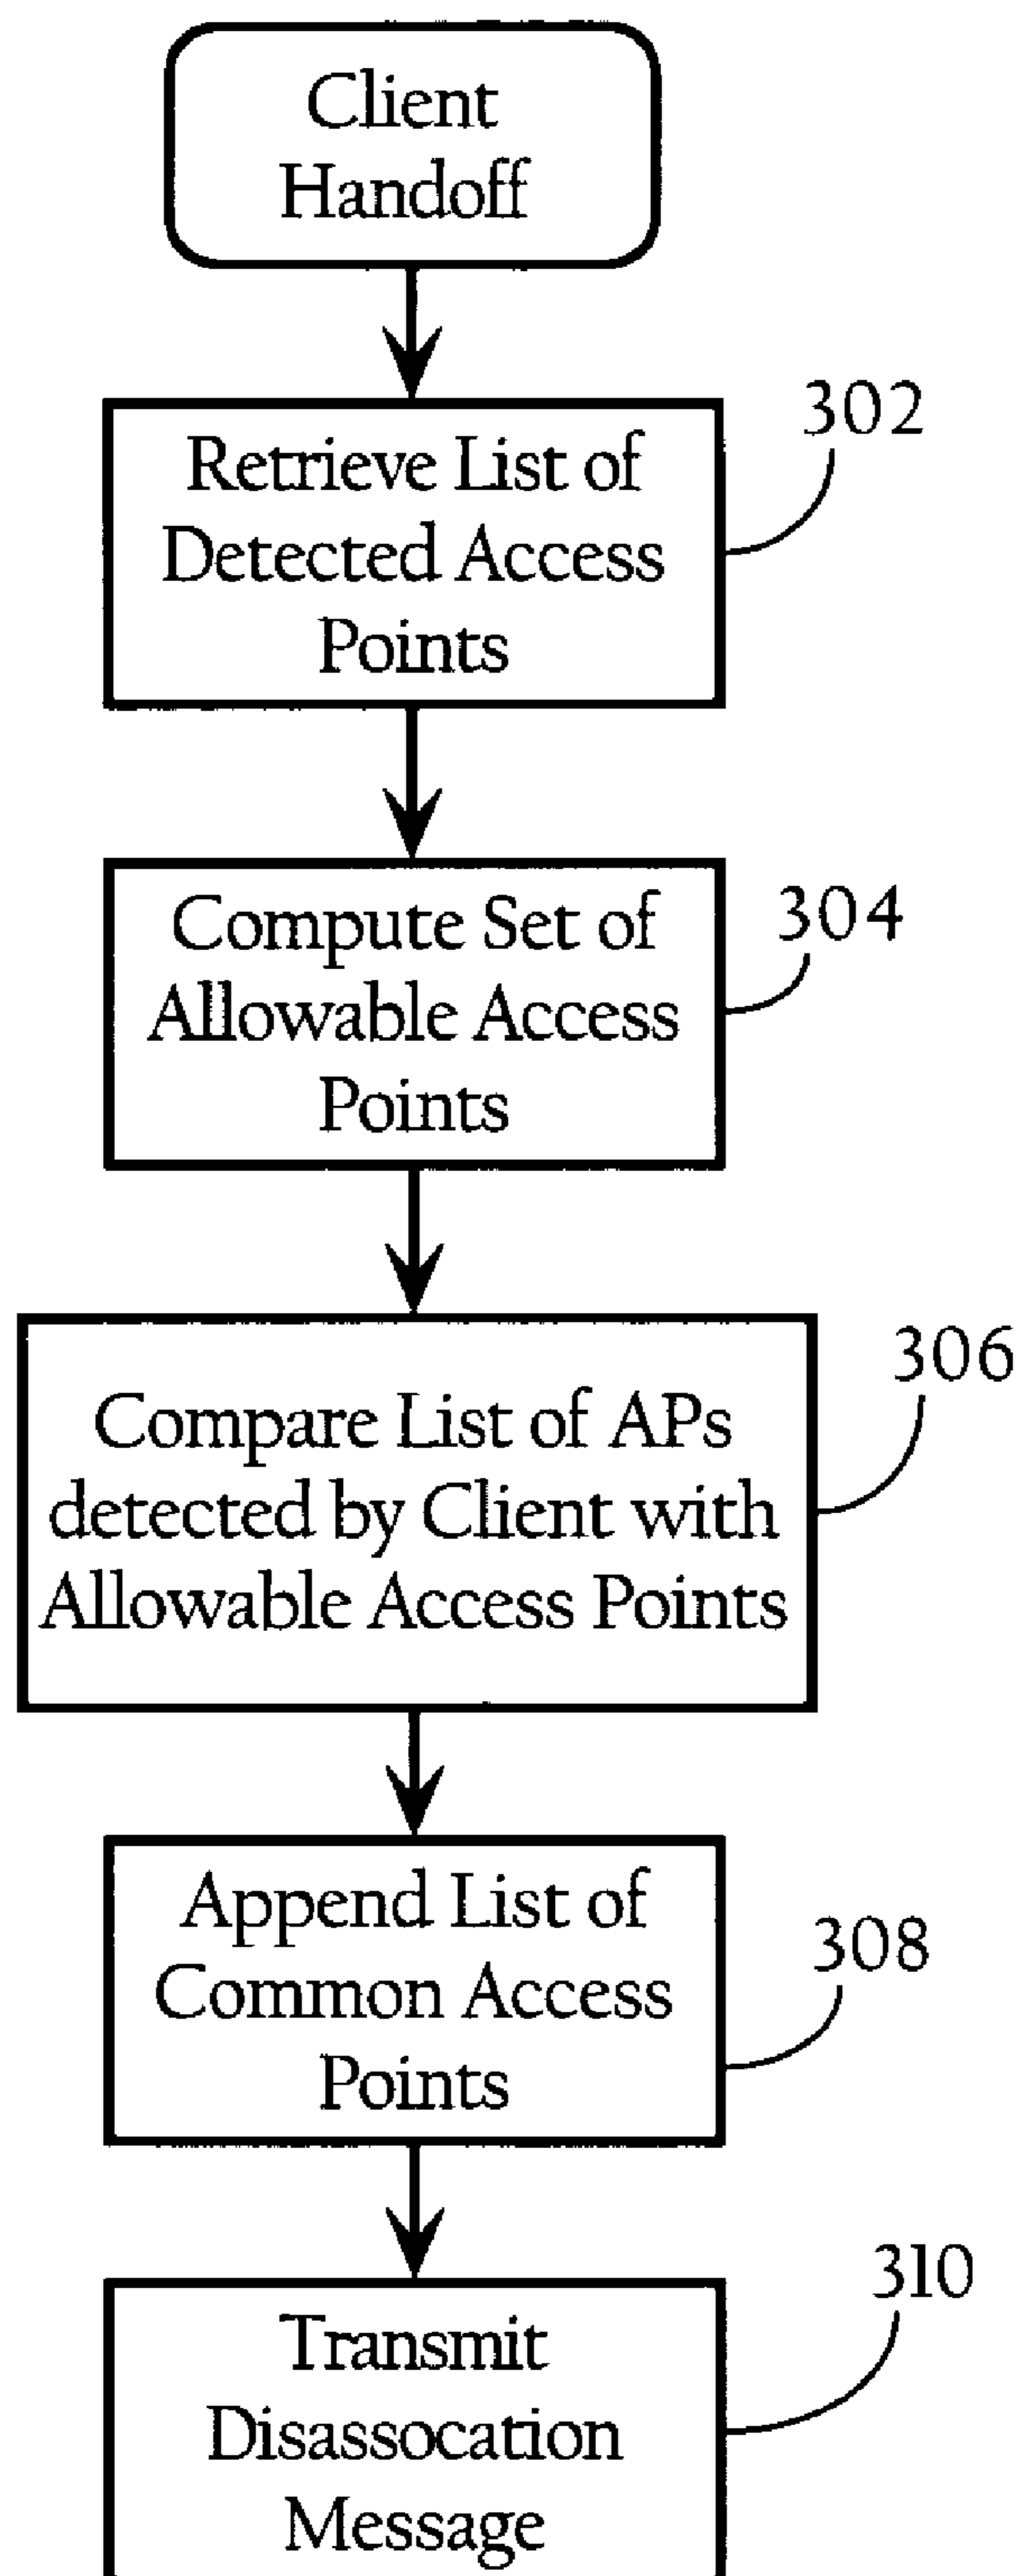 Client
Handoff
302
Retrieve List of
Detected Access
Points
304
Compute Set of
Allowable Access
Points
306
Compare List of APs
detected by Client with
Allowable Access Points
308
Append List of
Common Access
Points
310
Transmit
Disassocation
Message